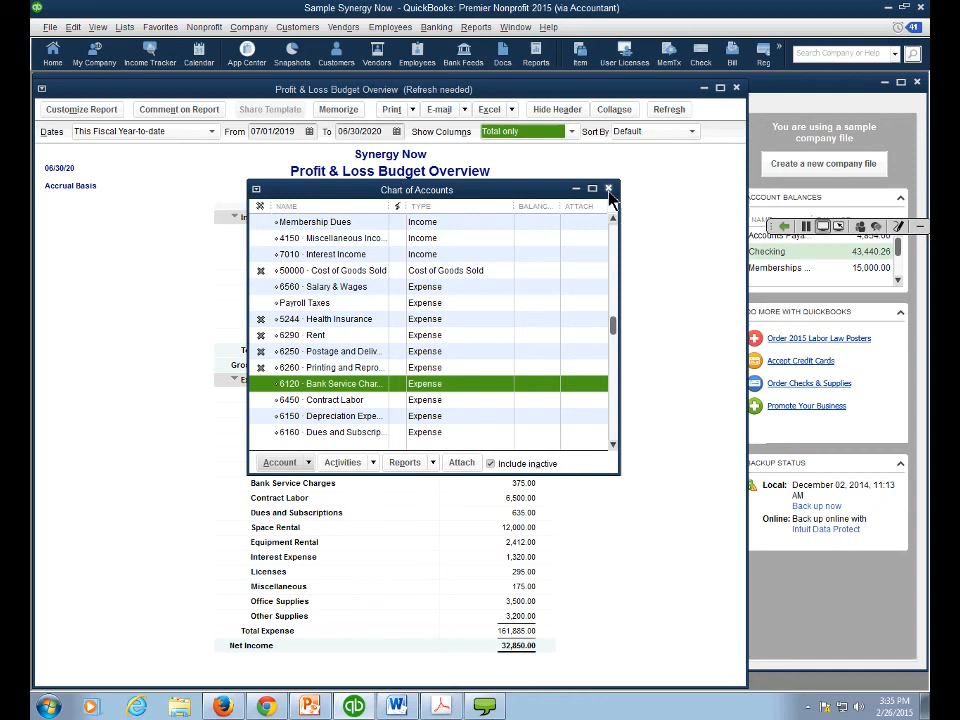 Sample Synergy Now - QuickBooks: Premier Nonprofit 2015 (via Accountant)
File Edit View Lists Favorites Nonprofit Company Customers Vendors Employees Banking Reports Window Help
41
Home My Company Income Tracker Calendar App Center Snapshots Customers Vendors Employees Bank Feeds Docs Reports Item User Licenses MemTx Check Bill Reg » Search Company or Help
Profit & Loss Budget Overview (Refresh needed)
Customize Report Comment on Report Share Template Memorize Print E-mail Excel Hide Header Collapse Refresh
Dates This Fiscal Year-to-date From 07/01/2019 To 06/30/2020 Show Columns Total only Sort By Default
Synergy Now
06/30/20
Profit & Loss Budget Overview
Accrual Basis
Chart of Accounts
NAME TYPE BALANC... ATTACH
Membership Dues Income
4150 · Miscellaneous Inco... Income
7010 · Interest Income Income
50000 · Cost of Goods Sold Cost of Goods Sold
6560 · Salary & Wages Expense
Payroll Taxes Expense
5244 · Health Insurance Expense
6290 · Rent Expense
6250 · Postage and Deliv... Expense
6260 · Printing and Repro... Expense
6120 · Bank Service Char... Expense
6450 · Contract Labor Expense
6150 · Depreciation Expe... Expense
6160 · Dues and Subscrip... Expense
Account Activities Reports Attach Include inactive
Bank Service Charges 375.00
Contract Labor 6,500.00
Dues and Subscriptions 635.00
Space Rental 12,000.00
Equipment Rental 2,412.00
Interest Expense 1,320.00
Licenses 295.00
Miscellaneous 175.00
Office Supplies 3,500.00
Other Supplies 3,200.00
Total Expense 161,885.00
Net Income 32,850.00
You are using a sample
company file
Create a new company file
ACCOUNT BALANCES
Accounts Paya...
Checking 43,440.26
Memberships ... 15,000.00
DO MORE WITH QUICKBOOKS
Order 2015 Labor Law Posters
Accept Credit Cards
Order Checks & Supplies
Promote Your Business
BACKUP STATUS
Local: December 02, 2014, 11:13
AM
Back up now
Online: Back up online with
Intuit Data Protect
3:35 PM
2/26/2015